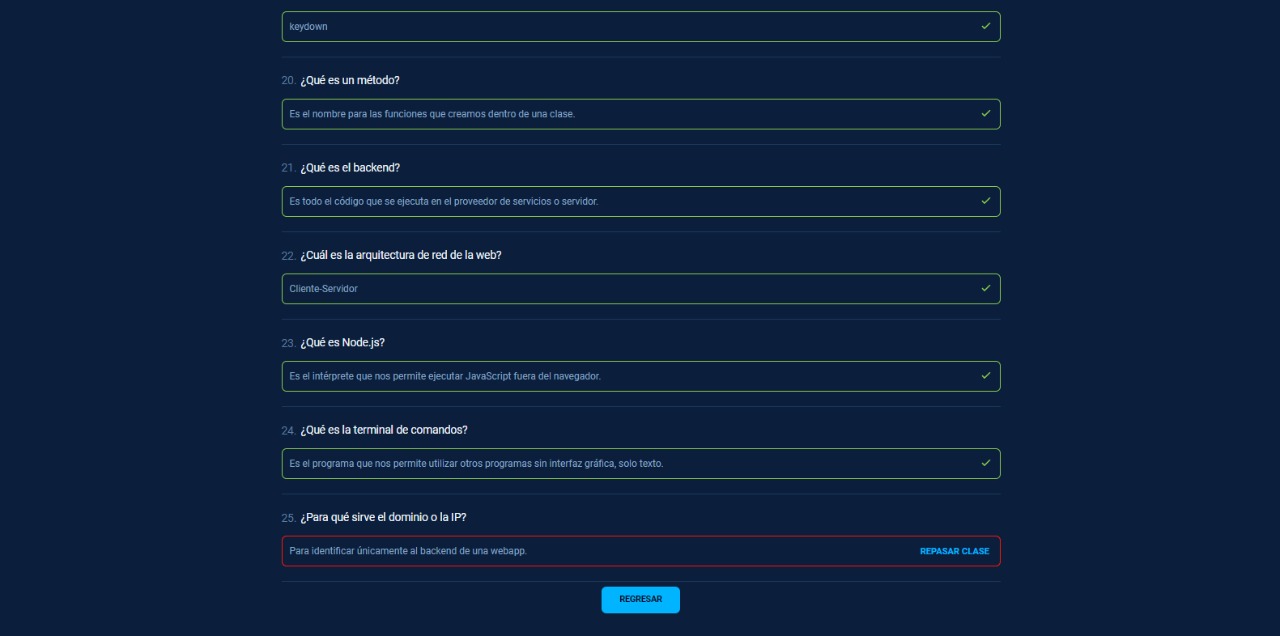 keydown
20. ¿Qué es un método?
Es el nombre para las funciones que creamos dentro de una clase.
21. ¿Qué es el backend?
Es todo el código que se ejecuta en el proveedor de servicios o servidor.
22. ¿Cuál es la arquitectura de red de la web?
Cliente-Servidor
23. ¿Qué es Node.js?
Es el intérprete que nos permite ejecutar JavaScript fuera del navegador.
24. ¿Qué es la terminal de comandos?
Es el programa que nos permite utilizar otros programas sin interfaz gráfica, solo texto.
25. ¿Para qué sirve el dominio o la IP?
Para identificar únicamente al backend de una webapp. REPASAR CLASE
REGRESAR